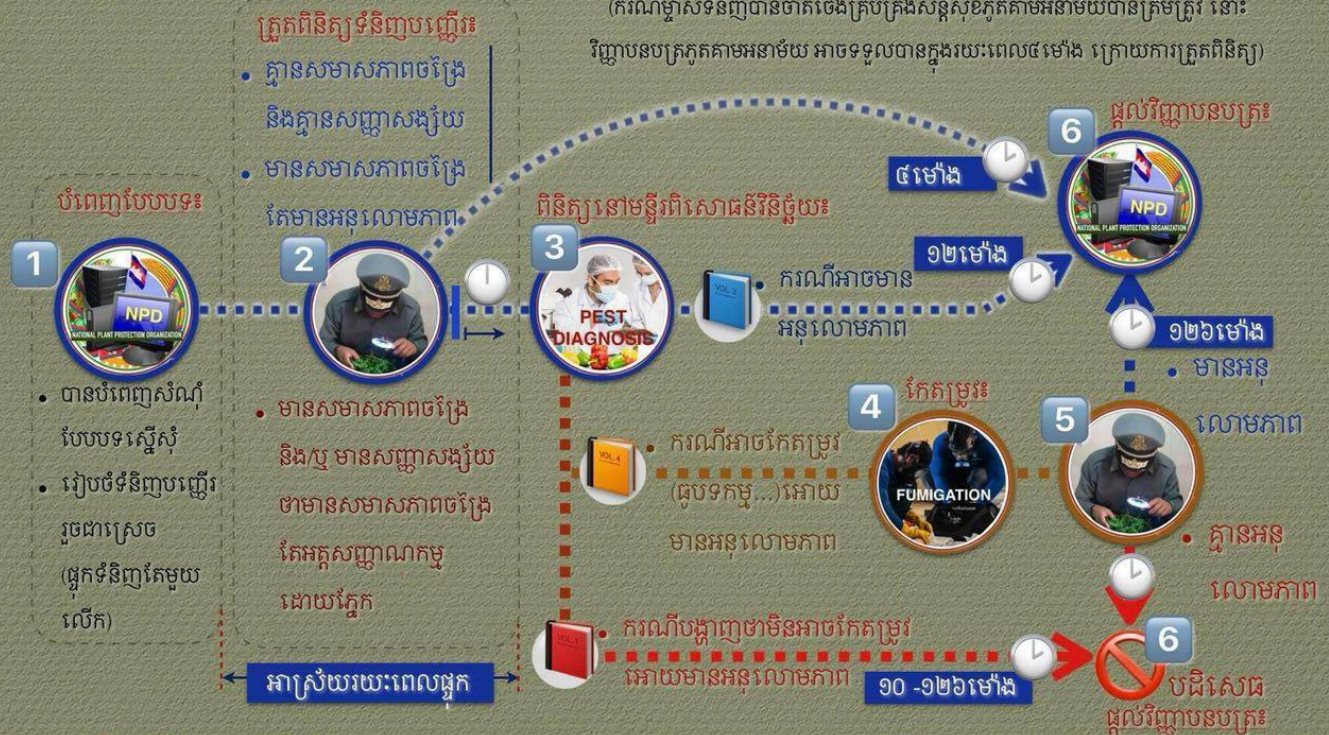 (ករណីម្ចាស់ទំនិញបានចាត់ចែងគ្រប់គ្រងសន្តិសុខភូតគាមអនាម័យបានត្រឹមត្រូវ នោះ
វិញ្ញាបនបត្រភូតគាមអនាម័យ អាចទទួលបានក្នុងរយៈពេល៤ម៉ោង ក្រោយការត្រួតពិនិត្យ)
ត្រួតពិនិត្យទំនិញបញ្ជើរ៖
• គ្មានសមាសភាពចង្រៃ
និងគ្មានសញ្ញាសង្ស័យ
• មានសមាសភាពចង្រៃ
តែមានអនុលោមភាព
បំពេញបែបបទ៖
1
NPD
NATIONAL PLANT PROTECTION ORGANIZATION
• បានបំពេញសំណុំ
បែបបទស្នើសុំ
• រៀបចំទំនិញបញ្ជើរ
រួចជាស្រេច
(ផ្ទុកទំនិញតែមួយ
លើក)
2
• មានសមាសភាពចង្រៃ
និង/ឬ មានសញ្ញាសង្ស័យ
ថាមានសមាសភាពចង្រៃ
តែអត្តសញ្ញាណកម្ម
ដោយភ្នែក
អាស្រ័យរយៈពេលផ្ទុក
ពិនិត្យនៅមន្ទីរពិសោធន៍វិនិច្ឆ័យ៖
3
PEST
DIAGNOSIS
VOL. 3
• ករណីអាចមាន
អនុលោមភាព
៤ម៉ោង
១២ម៉ោង
ផ្តល់វិញ្ញាបនបត្រ៖
6
NPD
NATIONAL PLANT PROTECTION ORGANIZATION
១២៦ម៉ោង
• មានអនុ
លោមភាព
VOL. 4
• ករណីអាចកែតម្រូវ
(ធូបទកម្ម...)អោយ
មានអនុលោមភាព
កែតម្រូវ៖
4
FUMIGATION
5
• គ្មានអនុ
លោមភាព
VOL. 1
• ករណីបង្ហាញថាមិនអាចកែតម្រូវ
អោយមានអនុលោមភាព
១០ -១២៦ម៉ោង
6
បដិសេធ
ផ្តល់វិញ្ញាបនបត្រ៖